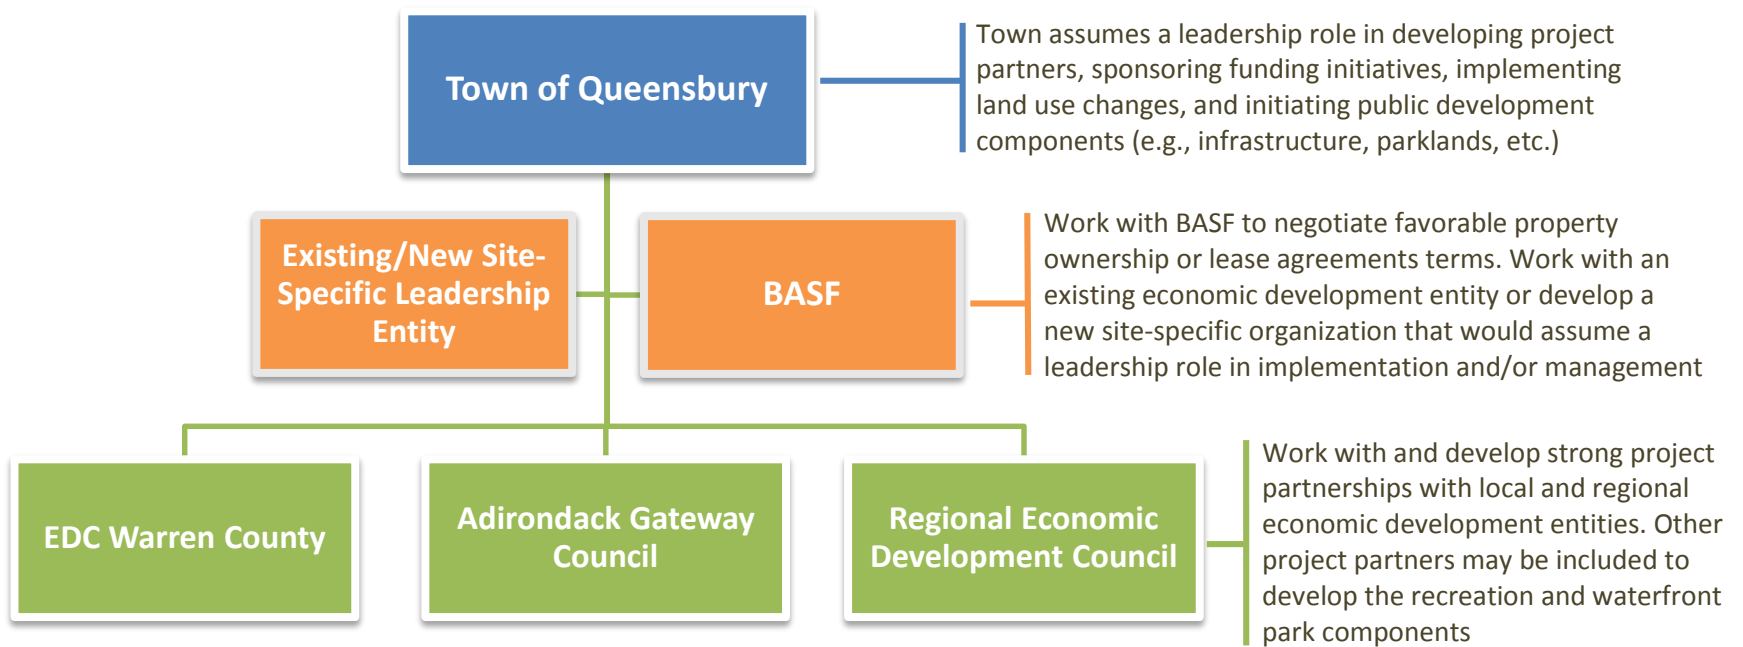 Town of Queensbury
Town assumes a leadership role in developing project
partners, sponsoring funding initiatives, implementing
land use changes, and initiating public development
components (e.g., infrastructure, parklands, etc.)
Existing/New Site-
Specific Leadership
Entity
BASF
Work with BASF to negotiate favorable property
ownership or lease agreements terms. Work with an
existing economic development entity or develop a
new site-specific organization that would assume a
leadership role in implementation and/or management
EDC Warren County
Adirondack Gateway
Council
Regional Economic
Development Council
Work with and develop strong project
partnerships with local and regional
economic development entities. Other
project partners may be included to
develop the recreation and waterfront
park components